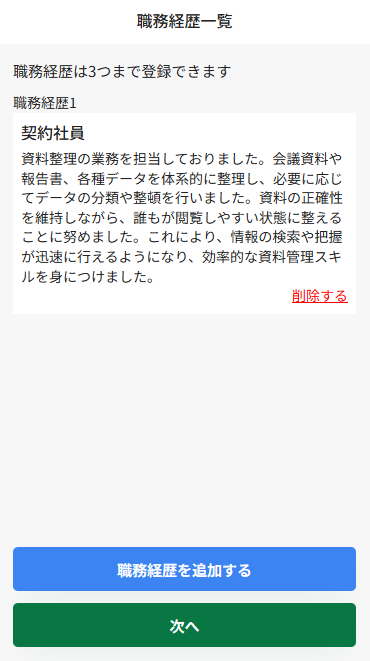 職務経歴一覧
職務経歴は3つまで登録できます
職務経歴1
契約社員
資料整理の業務を担当しておりました。会議資料や
報告書、各種データを体系的に整理し、必要に応じ
てデータの分類や整頓を行いました。資料の正確性
を維持しながら、誰もが閲覧しやすい状態に整える
ことに努めました。これにより、情報の検索や把握
が迅速に行えるようになり、効率的な資料管理スキ
ルを身につけました。
削除する
職務経歴を追加する
次へ